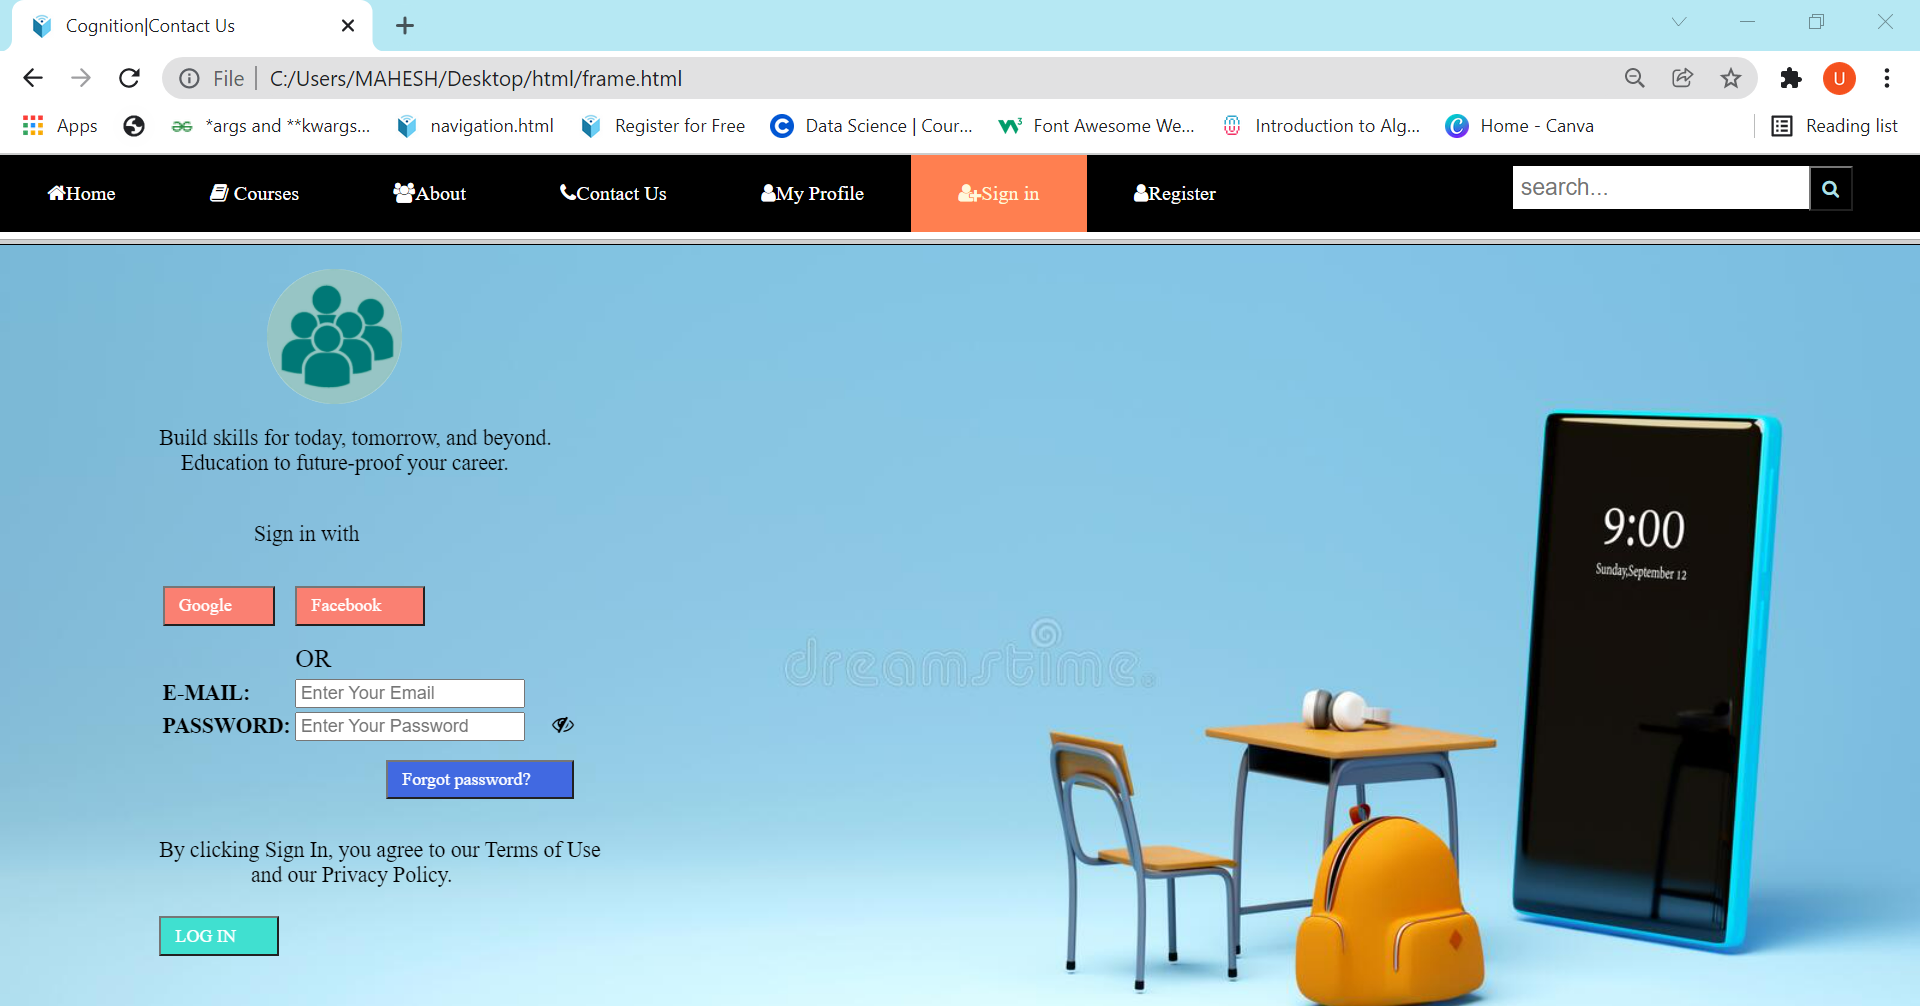 Cognition|Contact Us
File C:/Users/MAHESH/Desktop/html/frame.html U
Apps *args and **kwargs... navigation.html Register for Free Data Science | Cour... Font Awesome We... Introduction to Alg... Home - Canva Reading list
Home Courses About Contact Us My Profile Sign in Register search...
Build skills for today, tomorrow, and beyond.
Education to future-proof your career.
Sign in with
Google Facebook
OR
E-MAIL: Enter Your Email
PASSWORD: Enter Your Password
Forgot password?
By clicking Sign In, you agree to our Terms of Use
and our Privacy Policy.
LOG IN
dreamstime.
9:00
Sunday,September 12